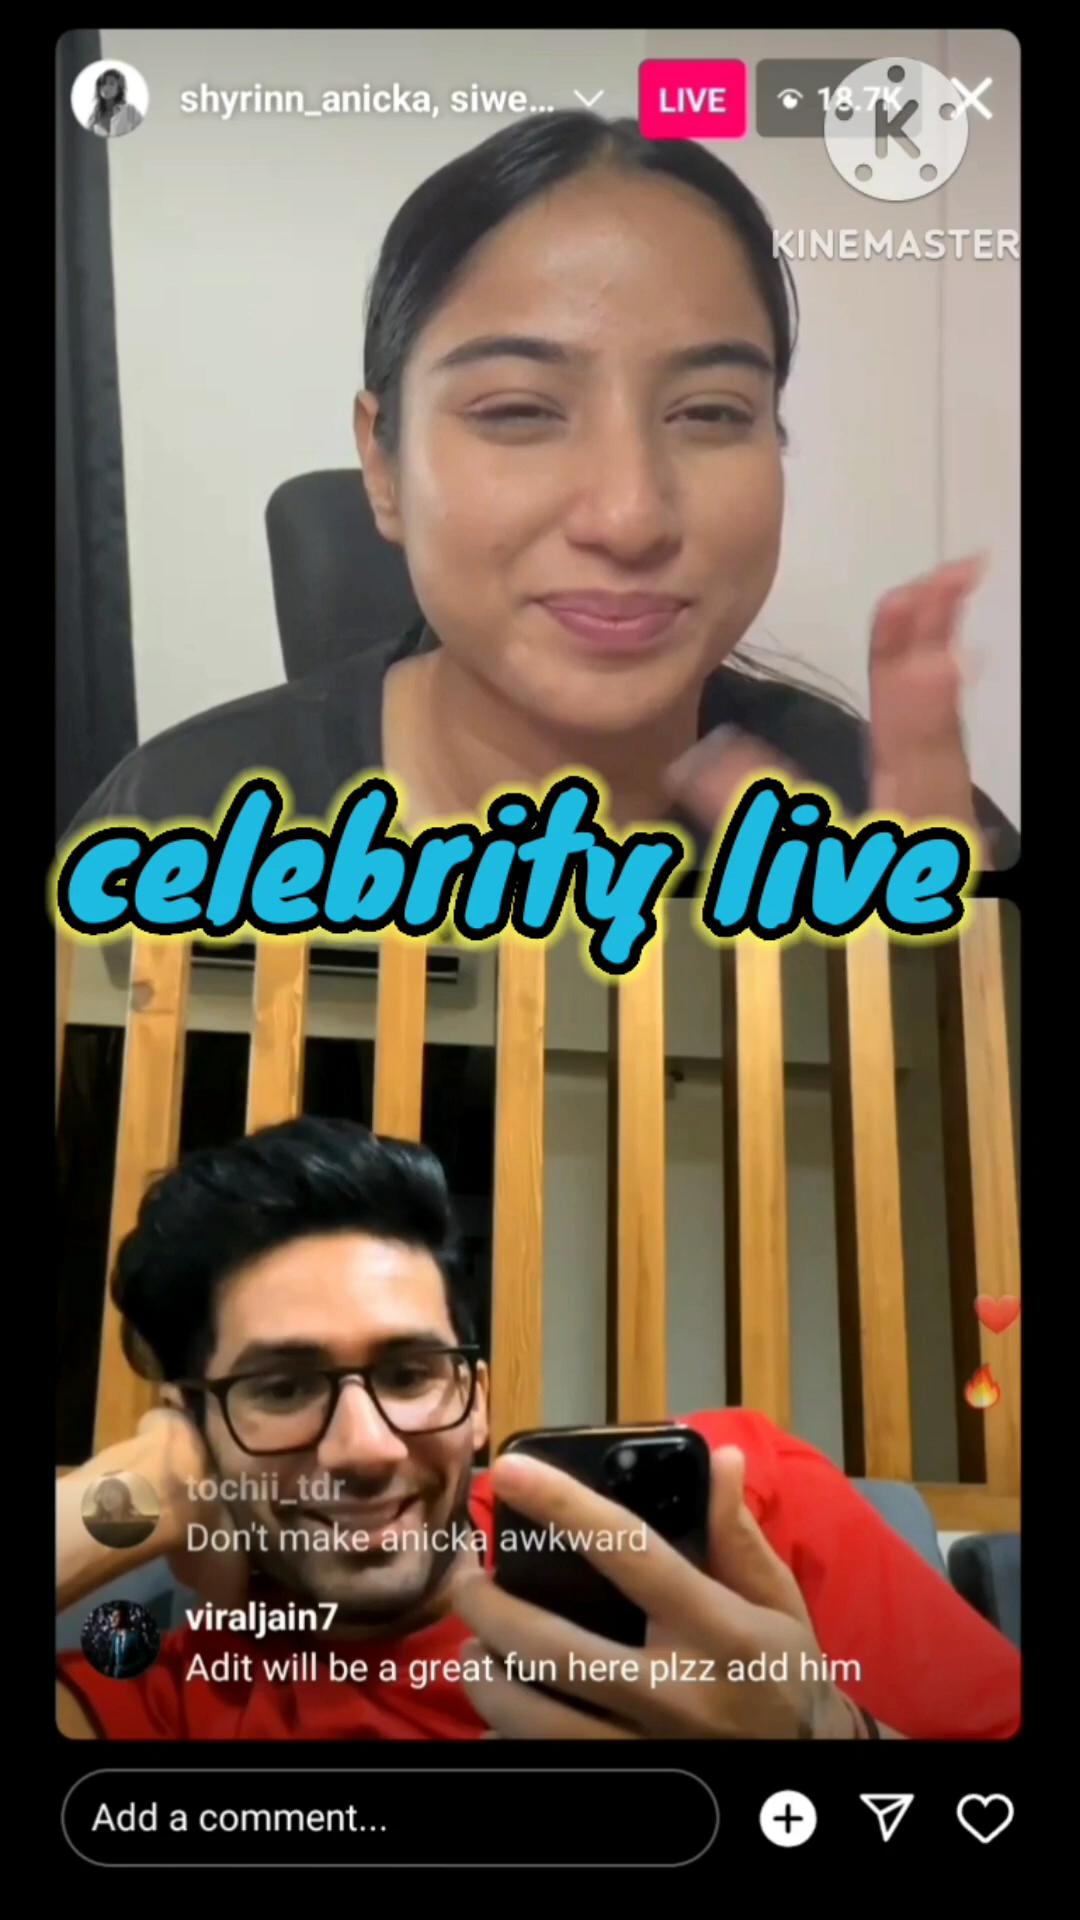 shyrinn_anicka, siwe...
LIVE
18.7K
K
KINEMASTER
celebrity live
tochii_tdr
Don't make anicka awkward
viraljain7
Adit will be a great fun here plzz add him
Add a comment...